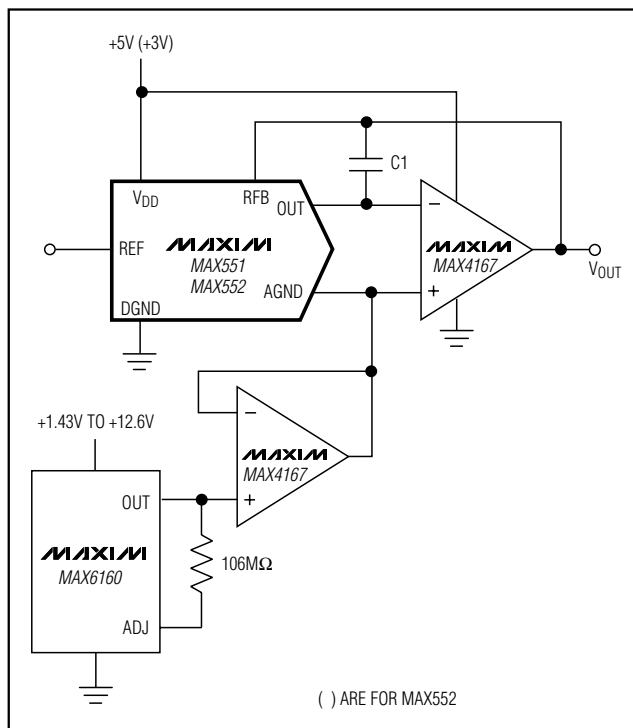 +5V (+3V)
C1
VDD
RFB
OUT
−
REF
MAXIM
MAX551
MAX552
MAXIM
MAX4167
VOUT
AGND
+
DGND
+1.43V TO +12.6V
−
MAXIM
MAX4167
OUT
+
MAXIM
MAX6160
106MΩ
ADJ
( ) ARE FOR MAX552